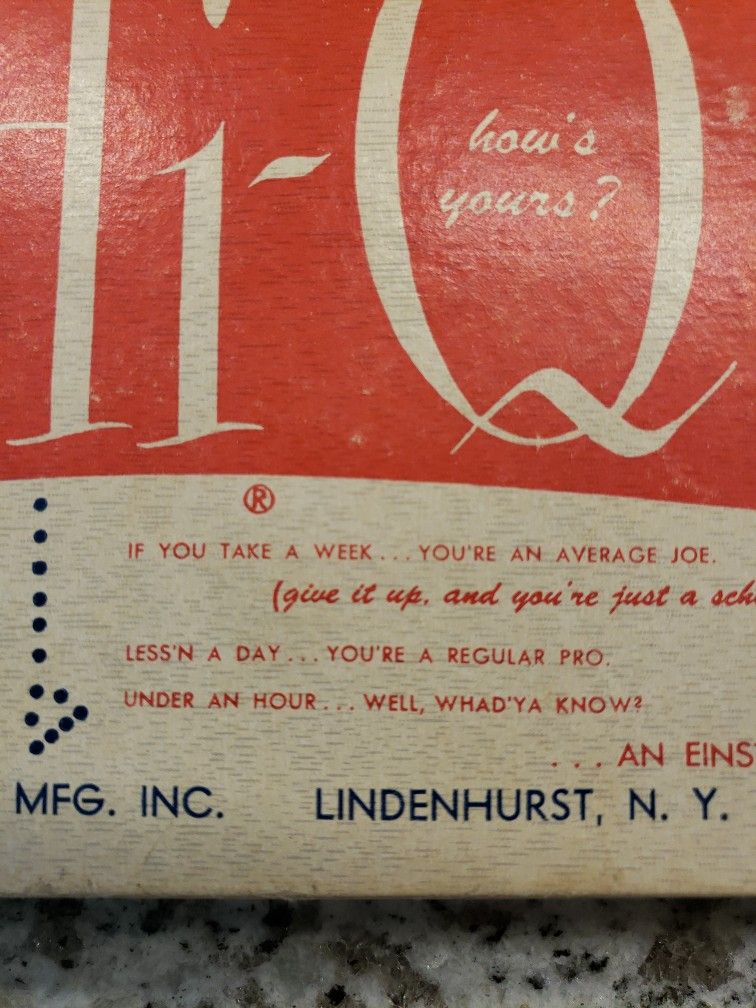 Hi-Q
how's
yours?
®
IF YOU TAKE A WEEK...YOU'RE AN AVERAGE JOE.
(give it up, and you're just a
LESS'N A DAY...YOU'RE A REGULAR PRO.
UNDER AN HOUR...WELL, WHAD'YA KNOW?
...AN
MFG. INC. LINDENHURST, N. Y.